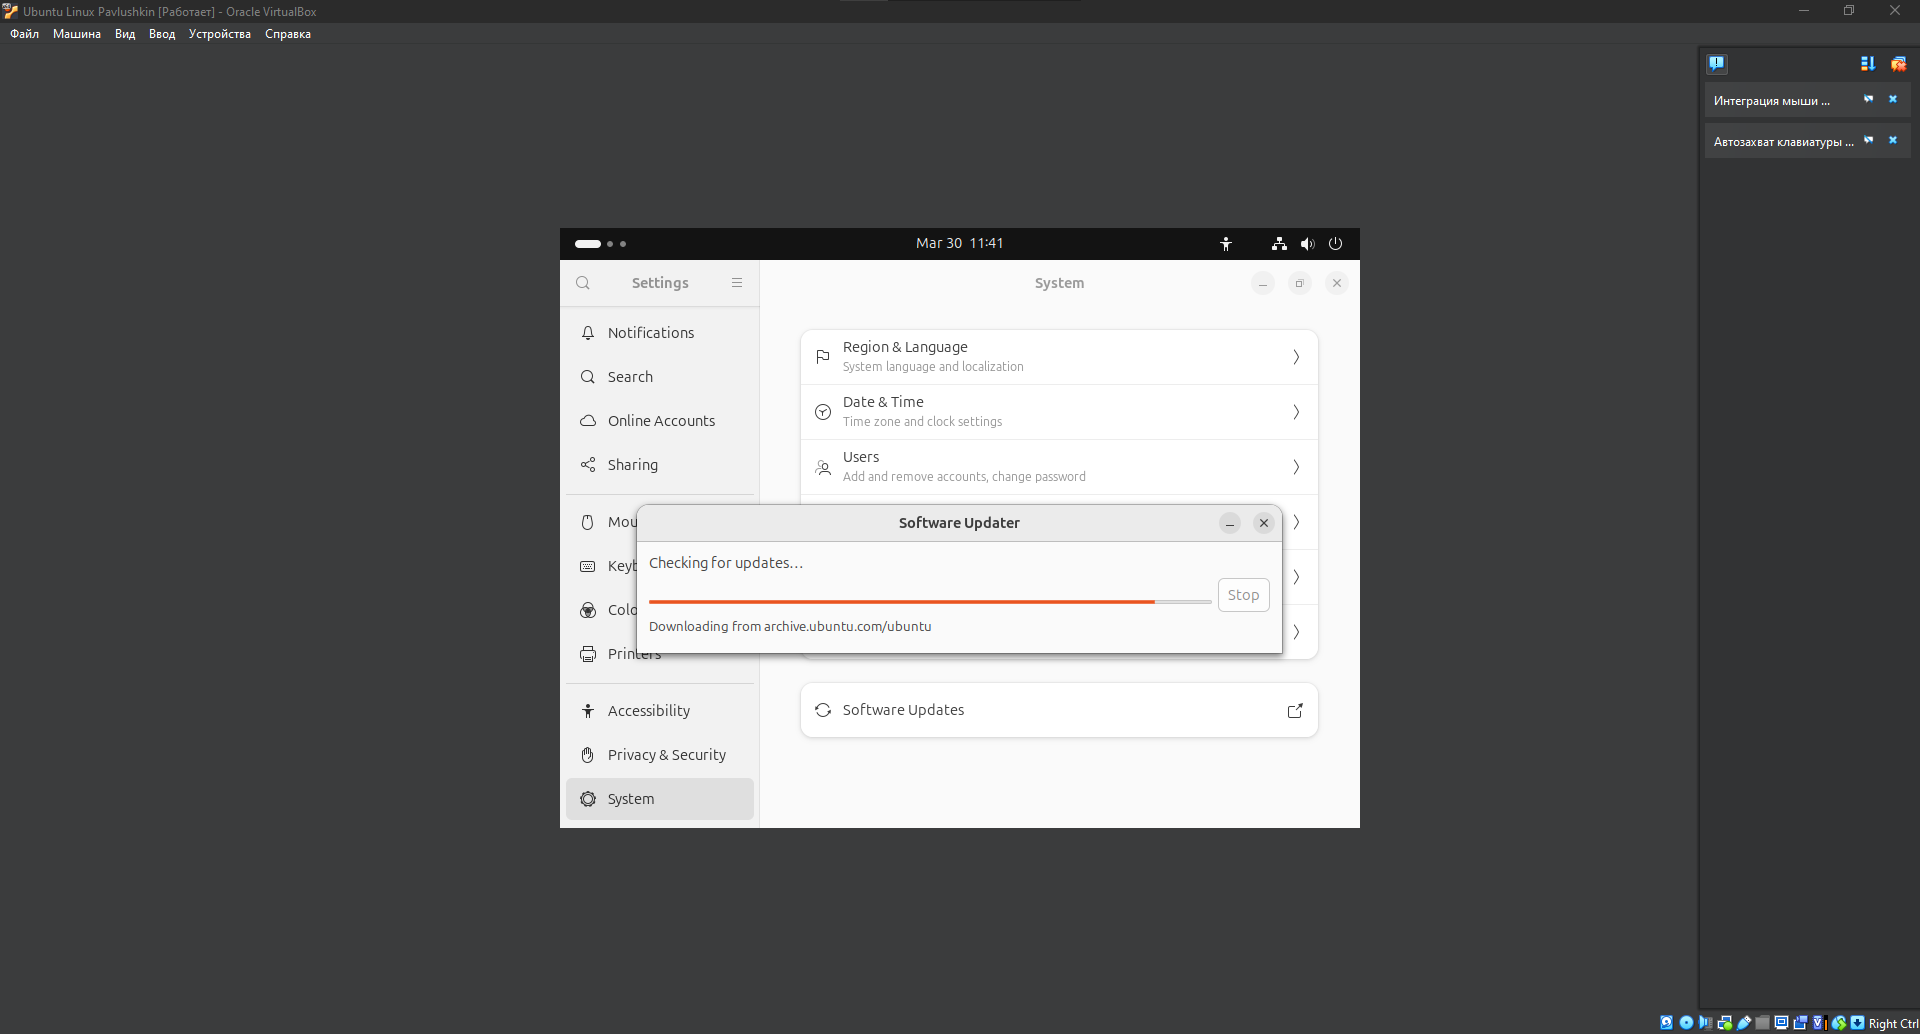 Ubuntu Linux Pavlushkin [Работает] - Oracle VirtualBox
Файл Машина Вид Ввод Устройства Справка
Интеграция мыши ...
Автозахват клавиатуры ...
Mar 30 11:41
Settings
System
Notifications
Search
Online Accounts
Sharing
Mou
Keyb
Colo
Printers
Accessibility
Privacy & Security
System
Region & Language
System language and localization
Date & Time
Time zone and clock settings
Users
Add and remove accounts, change password
Software Updater
Checking for updates...
Stop
Downloading from archive.ubuntu.com/ubuntu
Software Updates
Right Ctrl